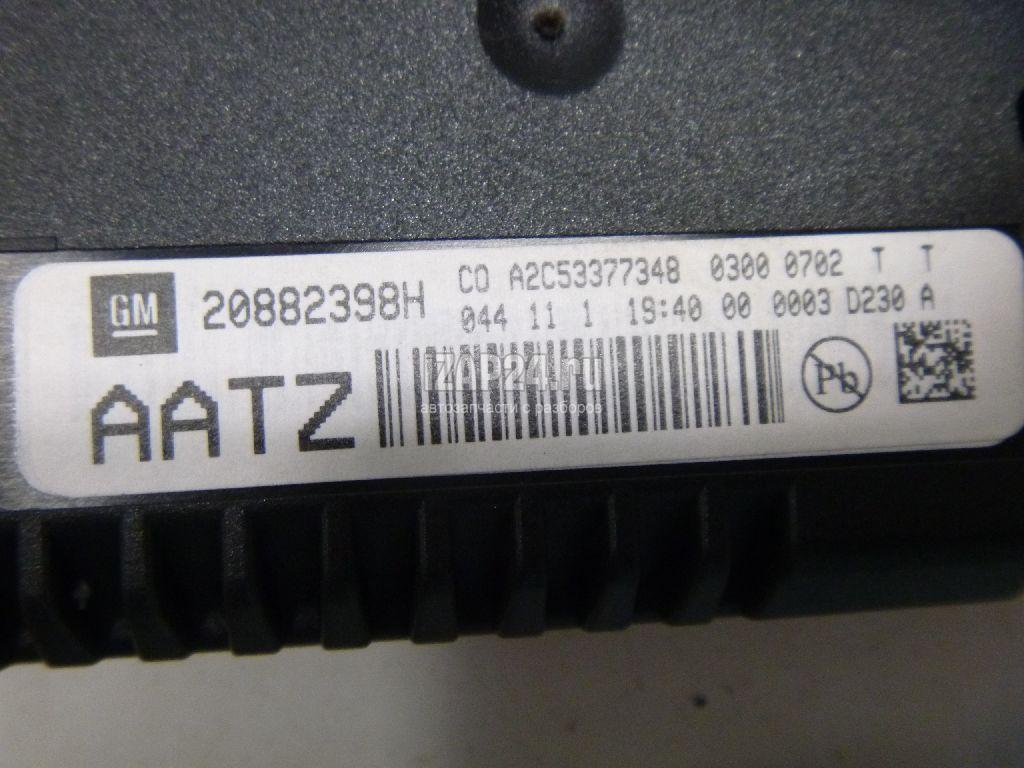 GM 20882398H CO A2C53377348 0300 0702 T T
044 11 1 19:40 00 0003 D230 A
AATZ
Pb
IZAP24.ru
автозапчасти с разборов